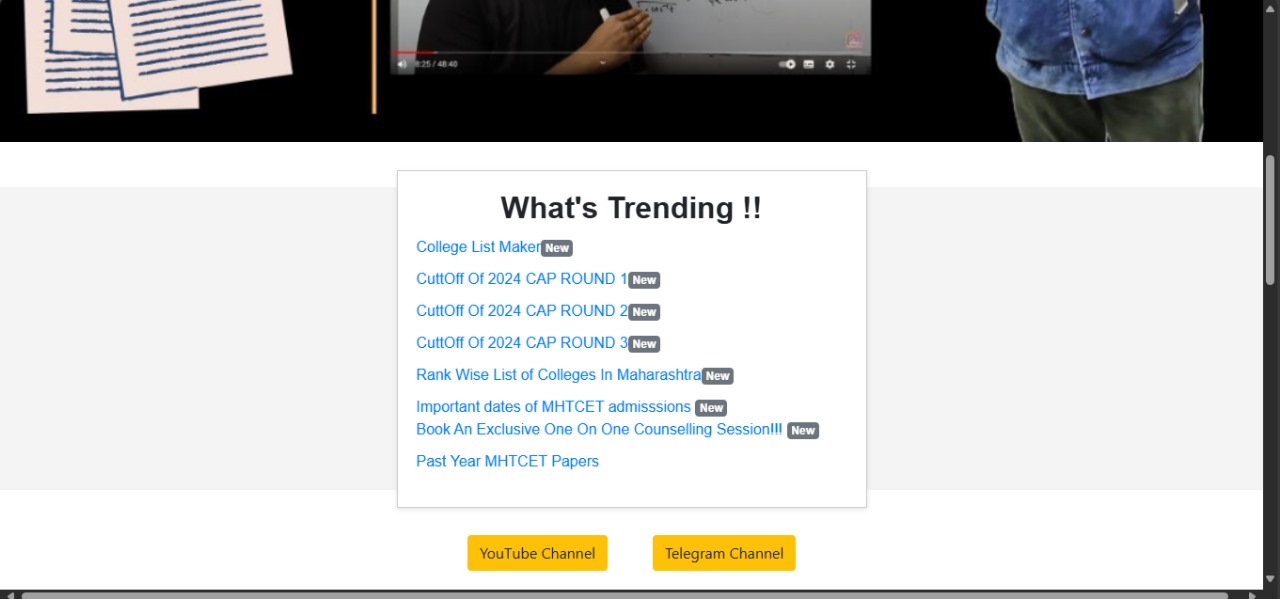 8:25 / 48:40
What's Trending !!
College List Maker New
CuttOff Of 2024 CAP ROUND 1 New
CuttOff Of 2024 CAP ROUND 2 New
CuttOff Of 2024 CAP ROUND 3 New
Rank Wise List of Colleges In Maharashtra New
Important dates of MHTCET admisssions New
Book An Exclusive One On One Counselling Session!!! New
Past Year MHTCET Papers
YouTube Channel
Telegram Channel